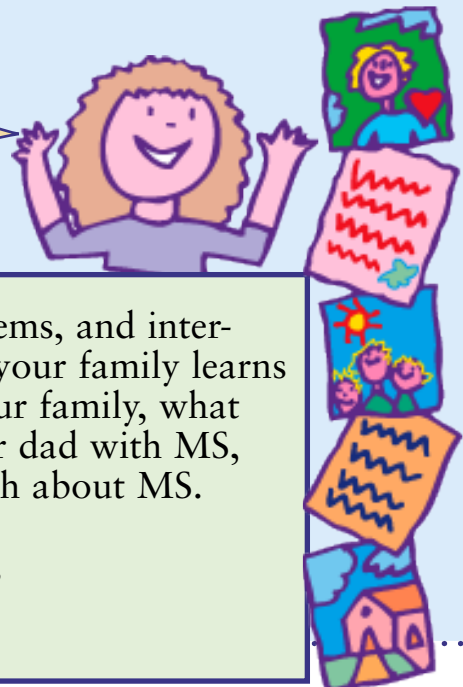 ems, and inter-
your family learns
ur family, what
r dad with MS,
h about MS.